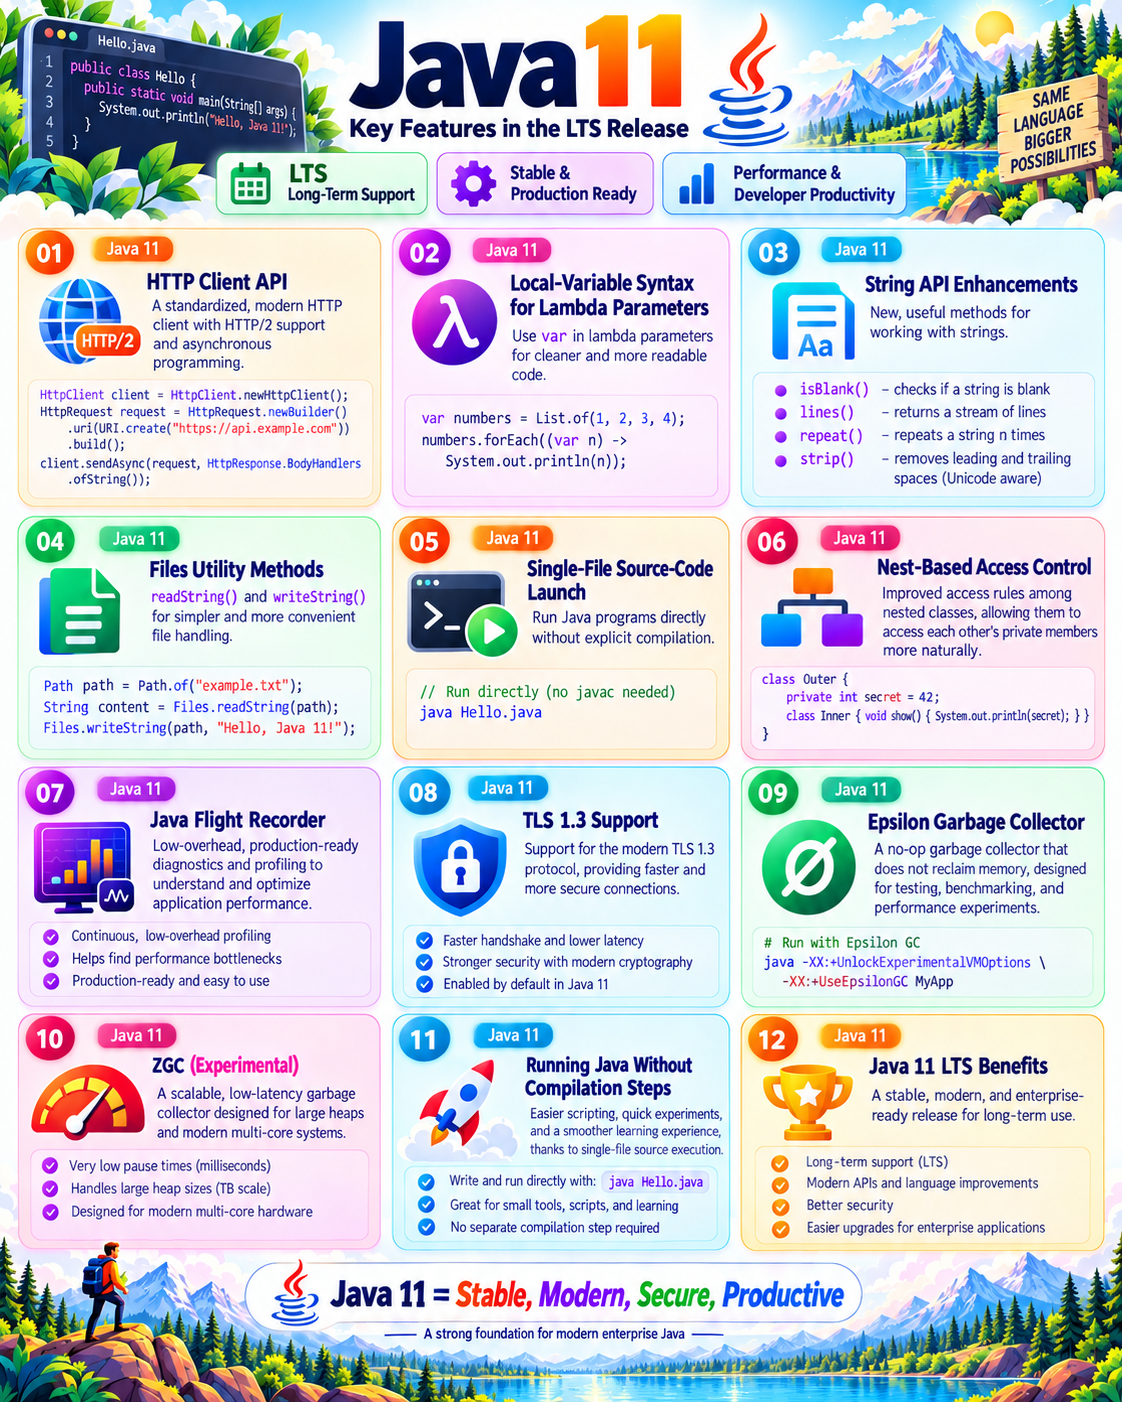 Hello.java
1 public class Hello {
2 public static void main(String[] args) {
3 System.out.println("Hello, Java 11!");
4 }
5 }
Java 11
Key Features in the LTS Release
SAME
LANGUAGE
BIGGER
POSSIBILITIES
LTS
Long-Term Support
Stable &
Production Ready
Performance &
Developer Productivity
01 Java 11
HTTP Client API
HTTP/2
A standardized, modern HTTP
client with HTTP/2 support
and asynchronous
programming.
HttpClient client = HttpClient.newHttpClient();
HttpRequest request = HttpRequest.newBuilder()
.uri(URI.create("https://api.example.com"))
.build();
client.sendAsync(request, HttpResponse.BodyHandlers
.ofString());
02 Java 11
λ
Local-Variable Syntax
for Lambda Parameters
Use var in lambda parameters
for cleaner and more readable
code.
var numbers = List.of(1, 2, 3, 4);
numbers.forEach((var n) ->
System.out.println(n));
03 Java 11
Aa
String API Enhancements
New, useful methods for
working with strings.
isBlank() – checks if a string is blank
lines() – returns a stream of lines
repeat() – repeats a string n times
strip() – removes leading and trailing
spaces (Unicode aware)
04 Java 11
Files Utility Methods
readString() and writeString()
for simpler and more convenient
file handling.
Path path = Path.of("example.txt");
String content = Files.readString(path);
Files.writeString(path, "Hello, Java 11!");
05 Java 11
Single-File Source-Code
Launch
Run Java programs directly
without explicit compilation.
// Run directly (no javac needed)
java Hello.java
06 Java 11
Nest-Based Access Control
Improved access rules among
nested classes, allowing them to
access each other's private members
more naturally.
class Outer {
private int secret = 42;
class Inner { void show() { System.out.println(secret); } }
}
07 Java 11
Java Flight Recorder
Low-overhead, production-ready
diagnostics and profiling to
understand and optimize
application performance.
Continuous, low-overhead profiling
Helps find performance bottlenecks
Production-ready and easy to use
08 Java 11
TLS 1.3 Support
Support for the modern TLS 1.3
protocol, providing faster and
more secure connections.
Faster handshake and lower latency
Stronger security with modern cryptography
Enabled by default in Java 11
09 Java 11
Epsilon Garbage Collector
A no-op garbage collector that
does not reclaim memory, designed
for testing, benchmarking, and
performance experiments.
# Run with Epsilon GC
java -XX:+UnlockExperimentalVMOptions \
-XX:+UseEpsilonGC MyApp
10 Java 11
ZGC (Experimental)
A scalable, low-latency garbage
collector designed for large heaps
and modern multi-core systems.
Very low pause times (milliseconds)
Handles large heap sizes (TB scale)
Designed for modern multi-core hardware
11 Java 11
Running Java Without
Compilation Steps
Easier scripting, quick experiments,
and a smoother learning experience,
thanks to single-file source execution.
Write and run directly with: java Hello.java
Great for small tools, scripts, and learning
No separate compilation step required
12 Java 11
Java 11 LTS Benefits
A stable, modern, and enterprise-
ready release for long-term use.
Long-term support (LTS)
Modern APIs and language improvements
Better security
Easier upgrades for enterprise applications
Java 11 = Stable, Modern, Secure, Productive
A strong foundation for modern enterprise Java